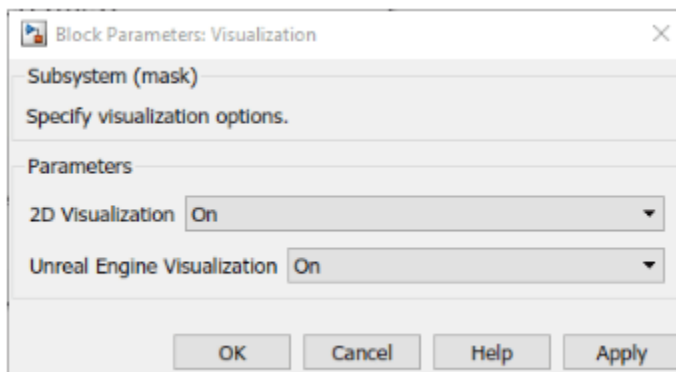 Block Parameters: Visualization
Subsystem (mask)
Specify visualization options.
Parameters
2D Visualization On
Unreal Engine Visualization On
OK Cancel Help Apply